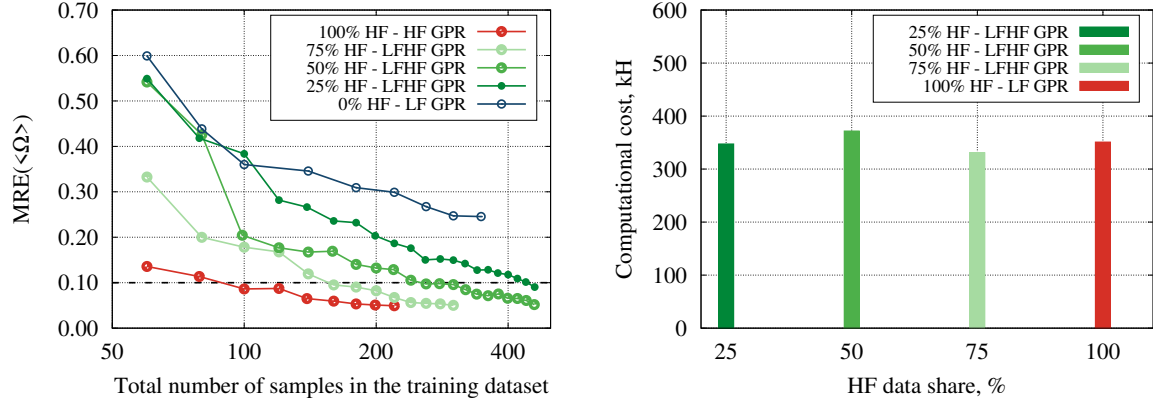 MRE(<Ω>)
0.70
0.60
0.50
0.40
0.30
0.20
0.10
0.00
100% HF - HF GPR
75% HF - LFHF GPR
50% HF - LFHF GPR
25% HF - LFHF GPR
0% HF - LF GPR
50
100
200
400
Total number of samples in the training dataset
Computational cost, kH
600
500
400
300
200
100
0
25% HF - LFHF GPR
50% HF - LFHF GPR
75% HF - LFHF GPR
100% HF - LF GPR
25
50
75
100
HF data share, %